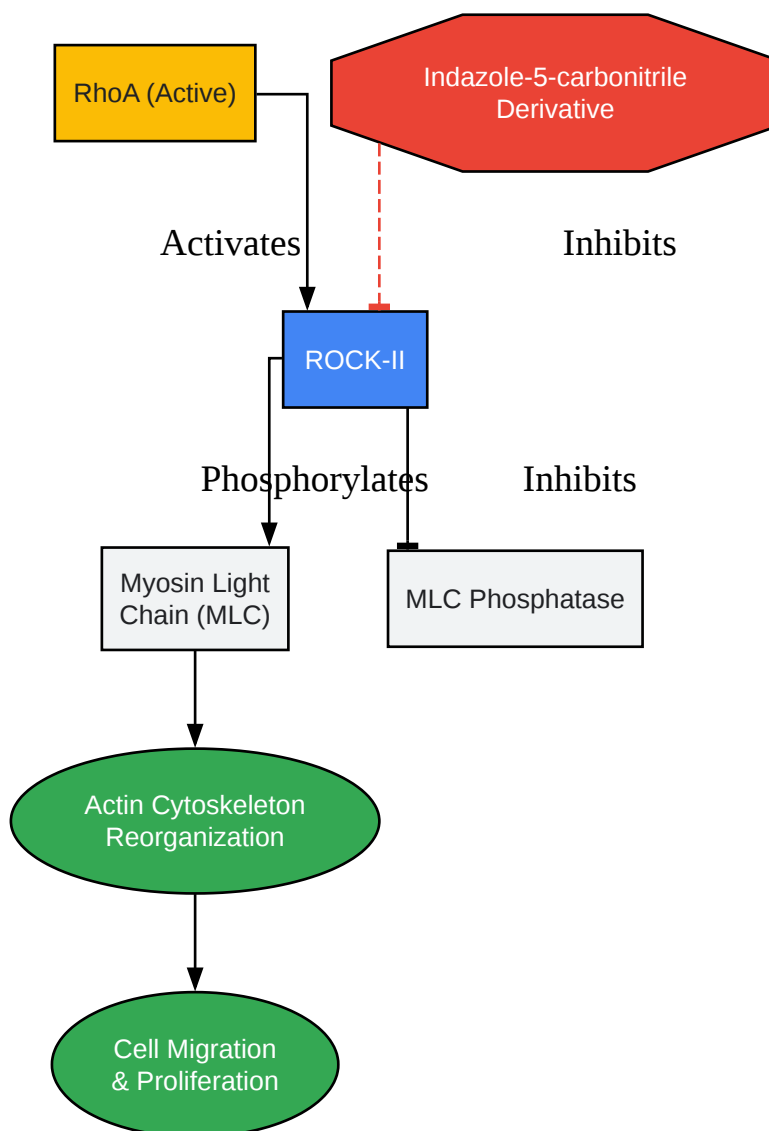 RhoA (Active)
Indazole-5-carbonitrile
Derivative
Activates
Inhibits
ROCK-II
Phosphorylates
Inhibits
Myosin Light
Chain (MLC)
MLC Phosphatase
Actin Cytoskeleton
Reorganization
Cell Migration
& Proliferation